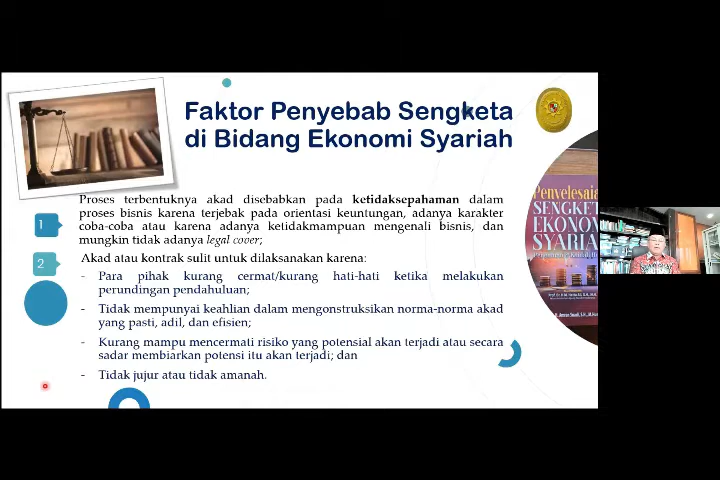 Faktor Penyebab Sengketa
di Bidang Ekonomi Syariah
1
Proses terbentuknya akad disebabkan pada ketidaksepahaman dalam
proses bisnis karena terjebak pada orientasi keuntungan, adanya karakter
coba-coba atau karena adanya ketidakmampuan mengenali bisnis, dan
mungkin tidak adanya legal cover;
2
Akad atau kontrak sulit untuk dilaksanakan karena:
- Para pihak kurang cermat/kurang hati-hati ketika melakukan
perundingan pendahuluan;
- Tidak mempunyai keahlian dalam mengonstruksikan norma-norma akad
yang pasti, adil, dan efisien;
- Kurang mampu mencermati risiko yang potensial akan terjadi atau secara
sadar membiarkan potensi itu akan terjadi; dan
- Tidak jujur atau tidak amanah.
Penyelesaia
SENGKET
EKONOM
SYARIAH